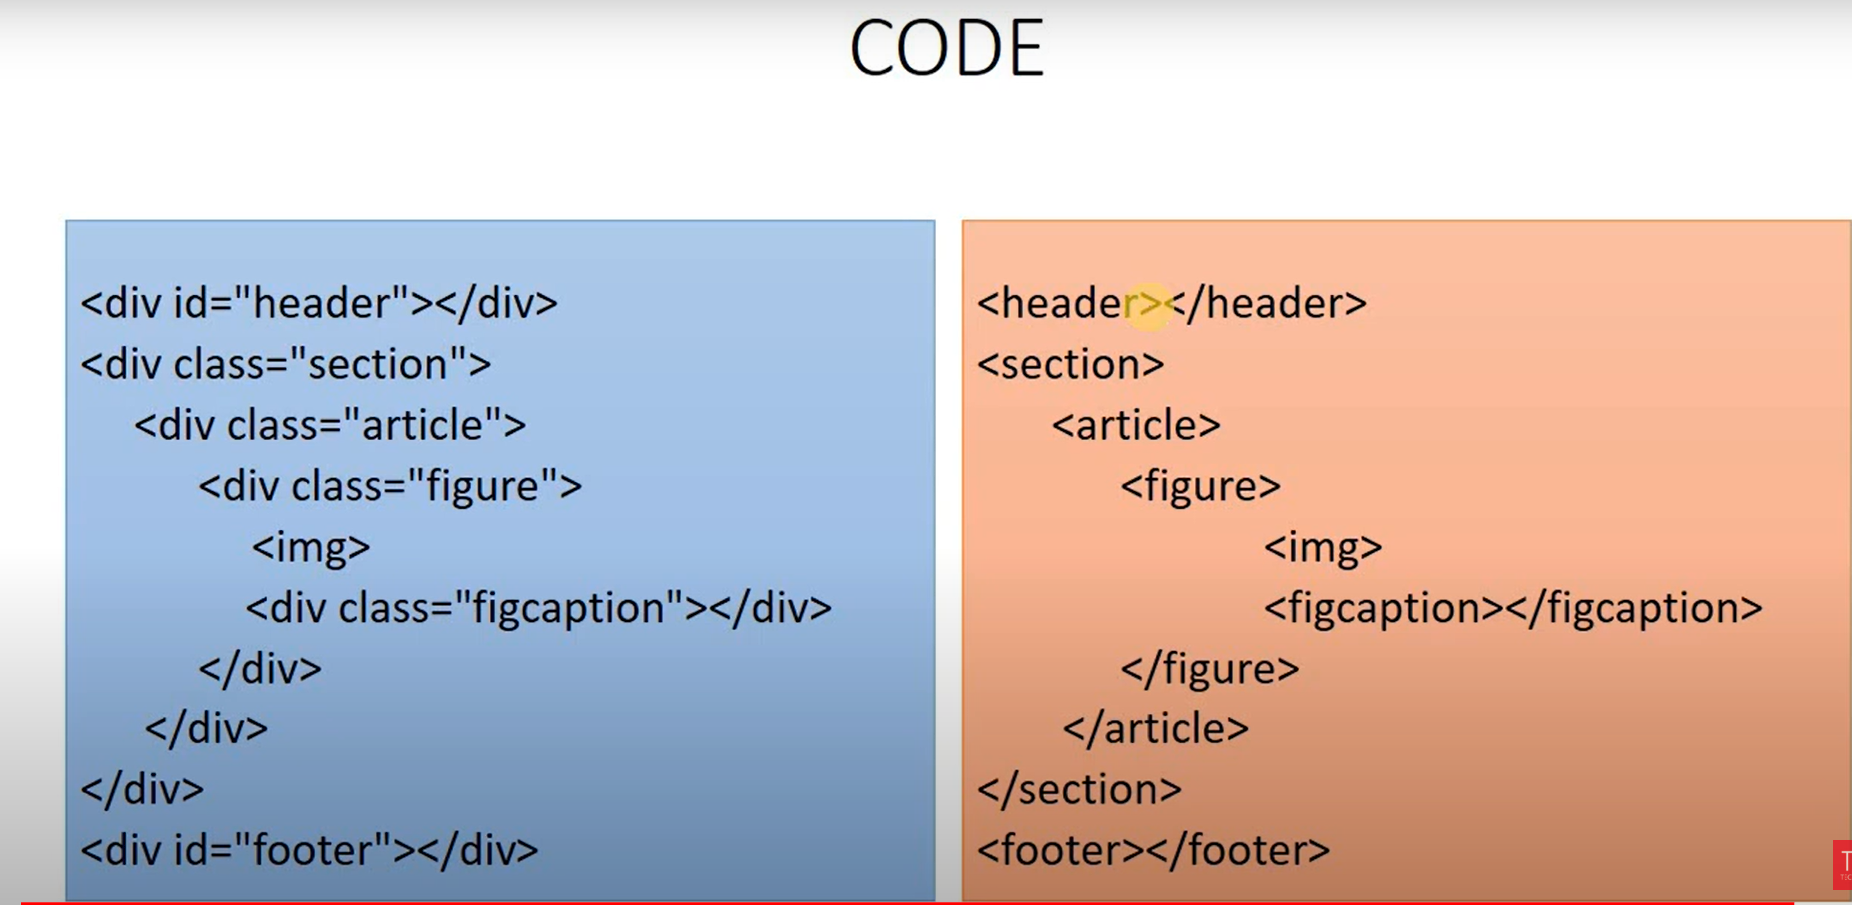 CODE
<div id="header"></div>
<div class="section">
<div class="article">
<div class="figure">
<img>
<div class="figcaption"></div>
</div>
</div>
</div>
<div id="footer"></div>
<header></header>
<section>
<article>
<figure>
<img>
<figcaption></figcaption>
</figure>
</article>
</section>
<footer></footer>